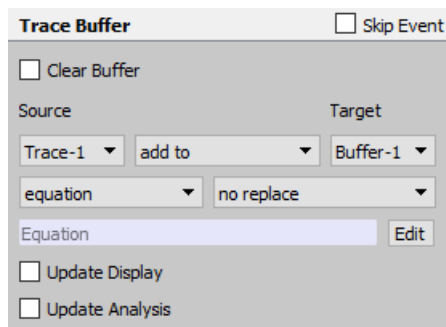 Trace Buffer Skip Event
Clear Buffer
Source Target
Trace-1 add to Buffer-1
equation no replace
Equation Edit
Update Display
Update Analysis